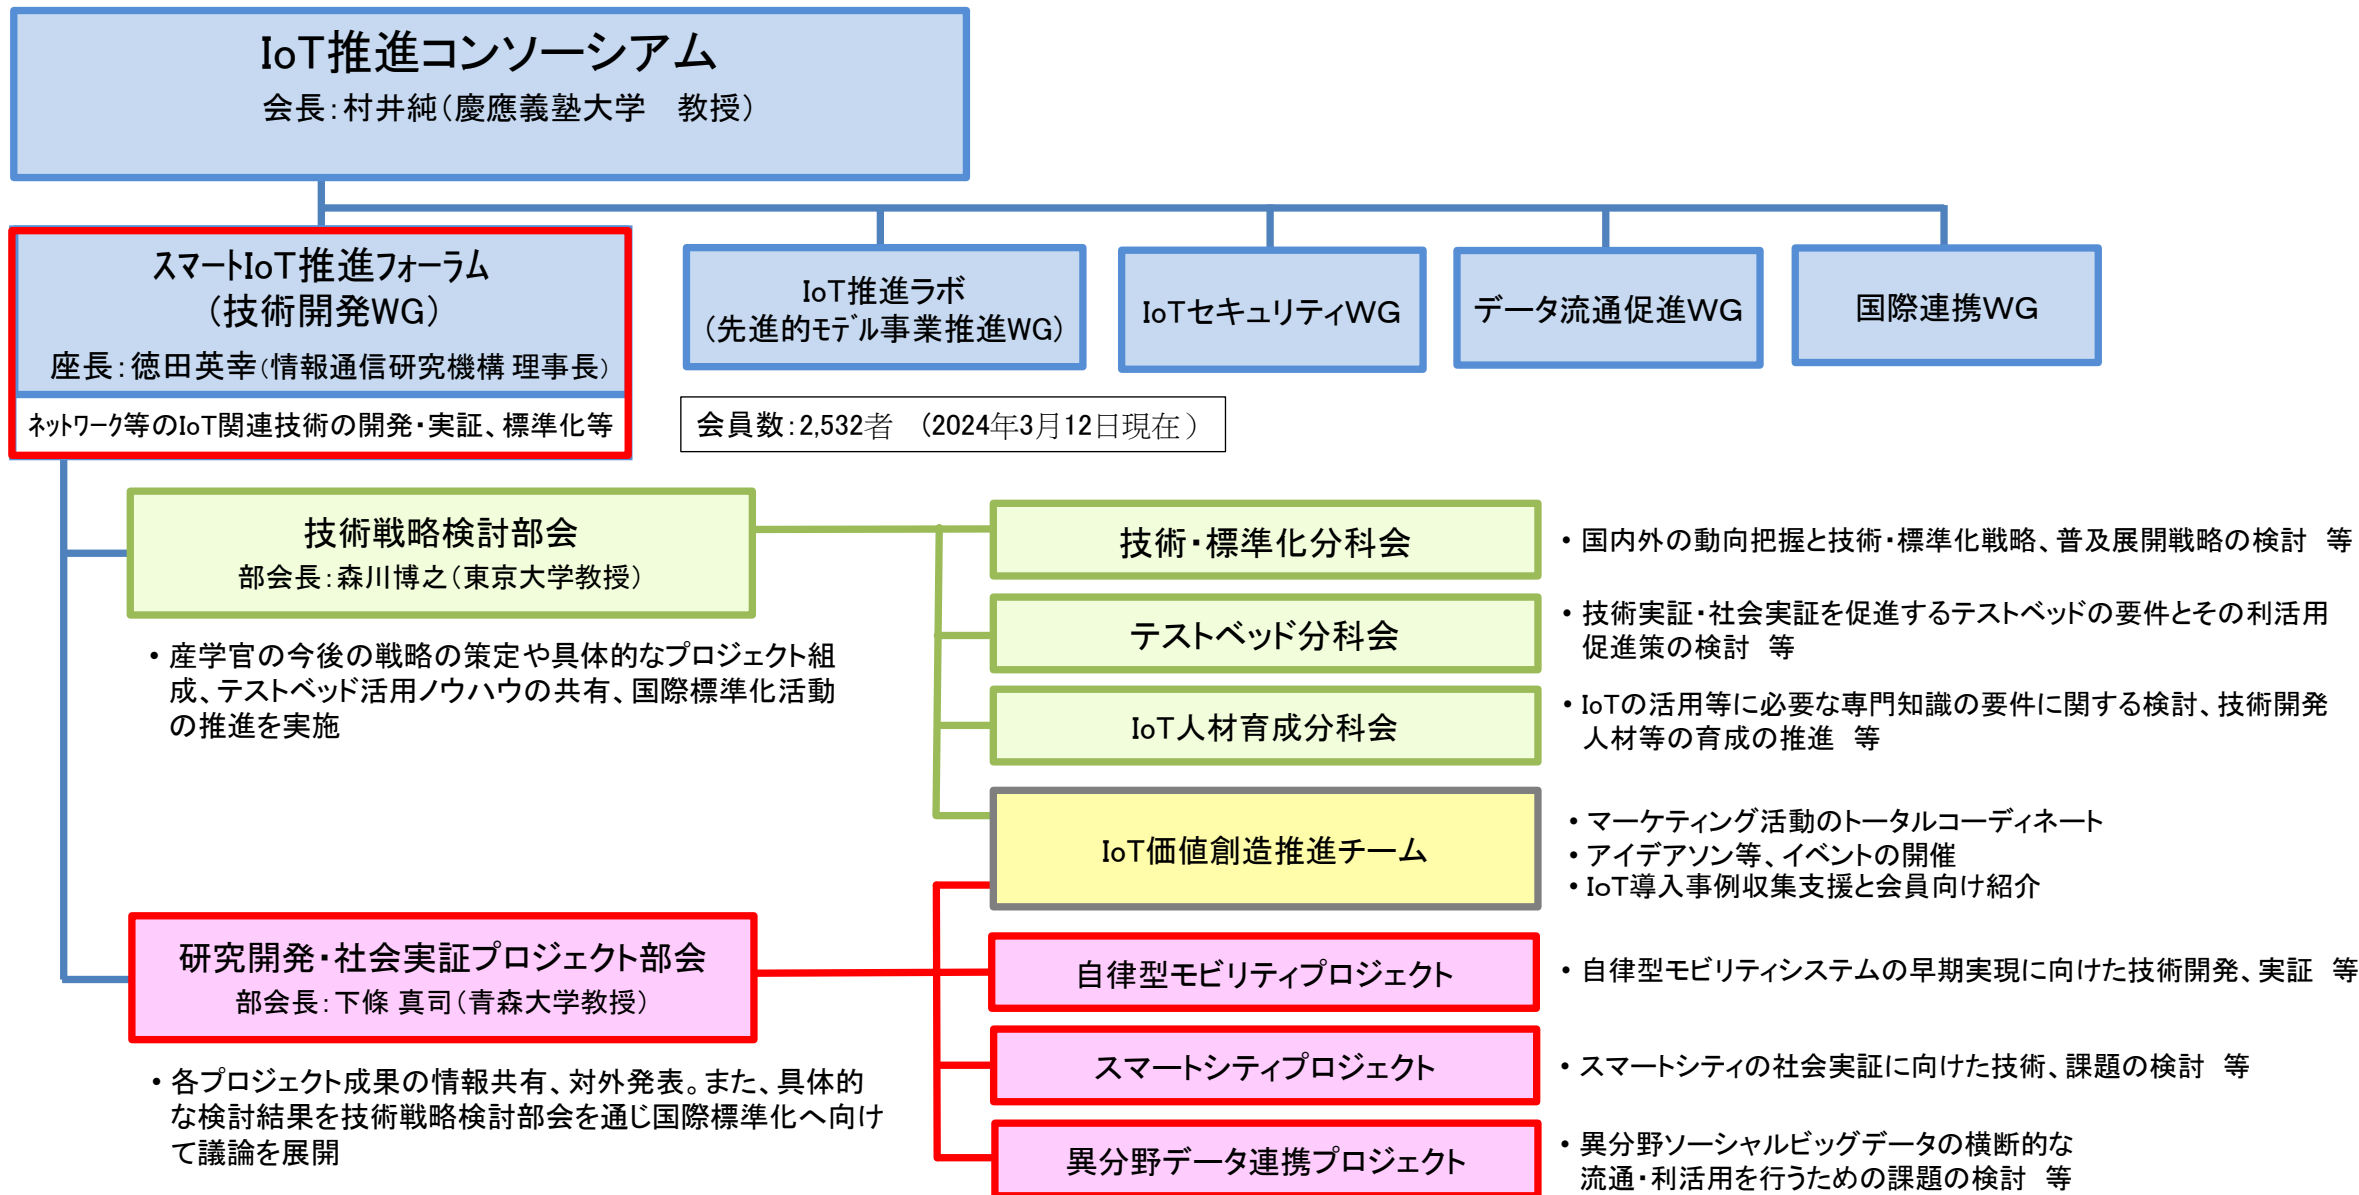 IoT推進コンソーシアム
会長：村井純（慶應義塾大学　教授）
スマートIoT推進フォーラム
（技術開発WG）
座長：徳田英幸（情報通信研究機構 理事長）
ネットワーク等のIoT関連技術の開発・実証、標準化等
IoT推進ラボ
（先進的モデル事業推進WG）
IoTセキュリティWG
データ流通促進WG
国際連携WG
会員数：2,532者　（2024年3月12日現在）
技術戦略検討部会
部会長：森川博之（東京大学教授）
・産学官の今後の戦略の策定や具体的なプロジェクト組
成、テストベッド活用ノウハウの共有、国際標準化活動
の推進を実施
技術・標準化分科会
・国内外の動向把握と技術・標準化戦略、普及展開戦略の検討　等
テストベッド分科会
・技術実証・社会実証を促進するテストベッドの要件とその利活用
促進策の検討　等
IoT人材育成分科会
・IoTの活用等に必要な専門知識の要件に関する検討、技術開発
人材等の育成の推進　等
IoT価値創造推進チーム
・マーケティング活動のトータルコーディネート
・アイデアソン等、イベントの開催
・IoT導入事例収集支援と会員向け紹介
研究開発・社会実証プロジェクト部会
部会長：下條 真司（青森大学教授）
・各プロジェクト成果の情報共有、対外発表。また、具体的
な検討結果を技術戦略検討部会を通じ国際標準化へ向け
て議論を展開
自律型モビリティプロジェクト
・自律型モビリティシステムの早期実現に向けた技術開発、実証　等
スマートシティプロジェクト
・スマートシティの社会実証に向けた技術、課題の検討　等
異分野データ連携プロジェクト
・異分野ソーシャルビッグデータの横断的な
流通・利活用を行うための課題の検討　等